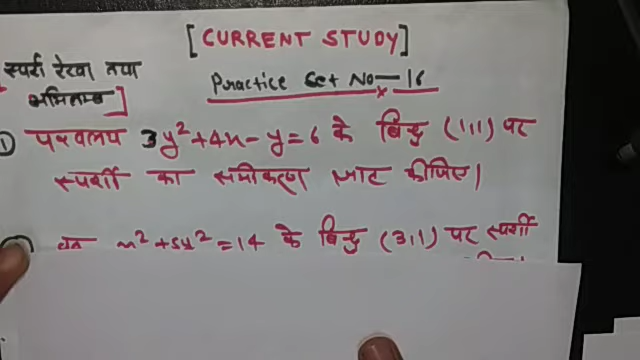 [CURRENT STUDY]
स्पर्श रेखा तथा
अभिलम्ब]
Practice Set No-16
① परवलय 3y²+4x-y=6 के बिन्दु (1,1) पर
स्पर्शी का समीकरण ज्ञात कीजिए।
वक्र x²+5y²=14 के बिन्दु (3,1) पर स्पर्शी